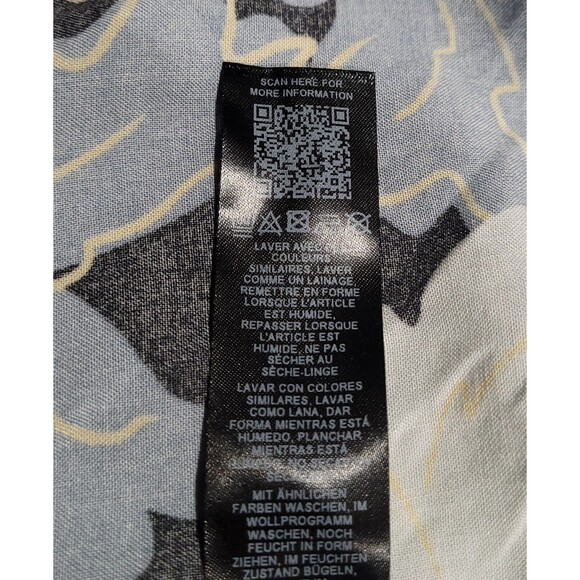 SCAN HERE FOR
MORE INFORMATION
LAVER AVEC
COULEURS
SIMILAIRES, LAVER
COMME UN LAINAGE
REMETTRE EN FORME
LORSQUE L'ARTICLE
EST HUMIDE,
REPASSER LORSQUE
L'ARTICLE EST
HUMIDE, NE PAS
SÉCHER AU
SÈCHE-LINGE
LAVAR CON COLORES
SIMILARES, LAVAR
COMO LANA, DAR
FORMA MIENTRAS ESTÁ
HUMEDO, PLANCHAR
MIENTRAS ESTÁ
MIT ÄHNLICHEN
FARBEN WASCHEN, IM
WOLLPROGRAMM
WASCHEN, NOCH
FEUCHT IN FORM
ZIEHEN, IM FEUCHTEN
ZUSTAND BÜGELN,